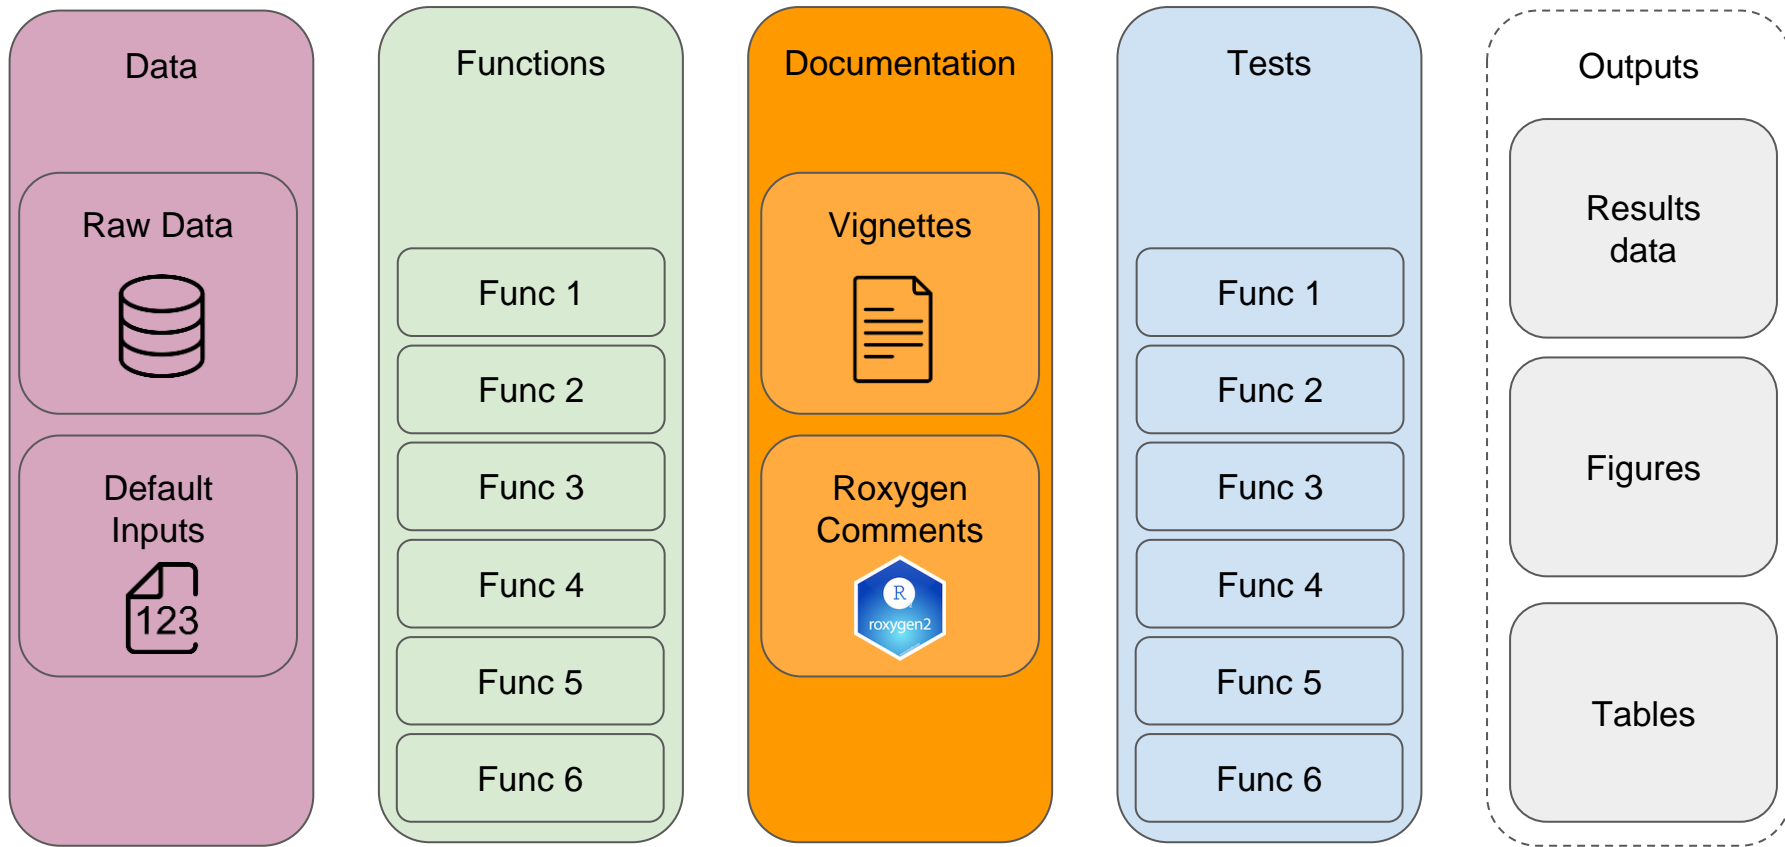 Data
Raw Data
Default
Inputs
123
Functions
Func 1
Func 2
Func 3
Func 4
Func 5
Func 6
Documentation
Vignettes
Roxygen
Comments
R
roxygen2
Tests
Func 1
Func 2
Func 3
Func 4
Func 5
Func 6
Outputs
Results
data
Figures
Tables